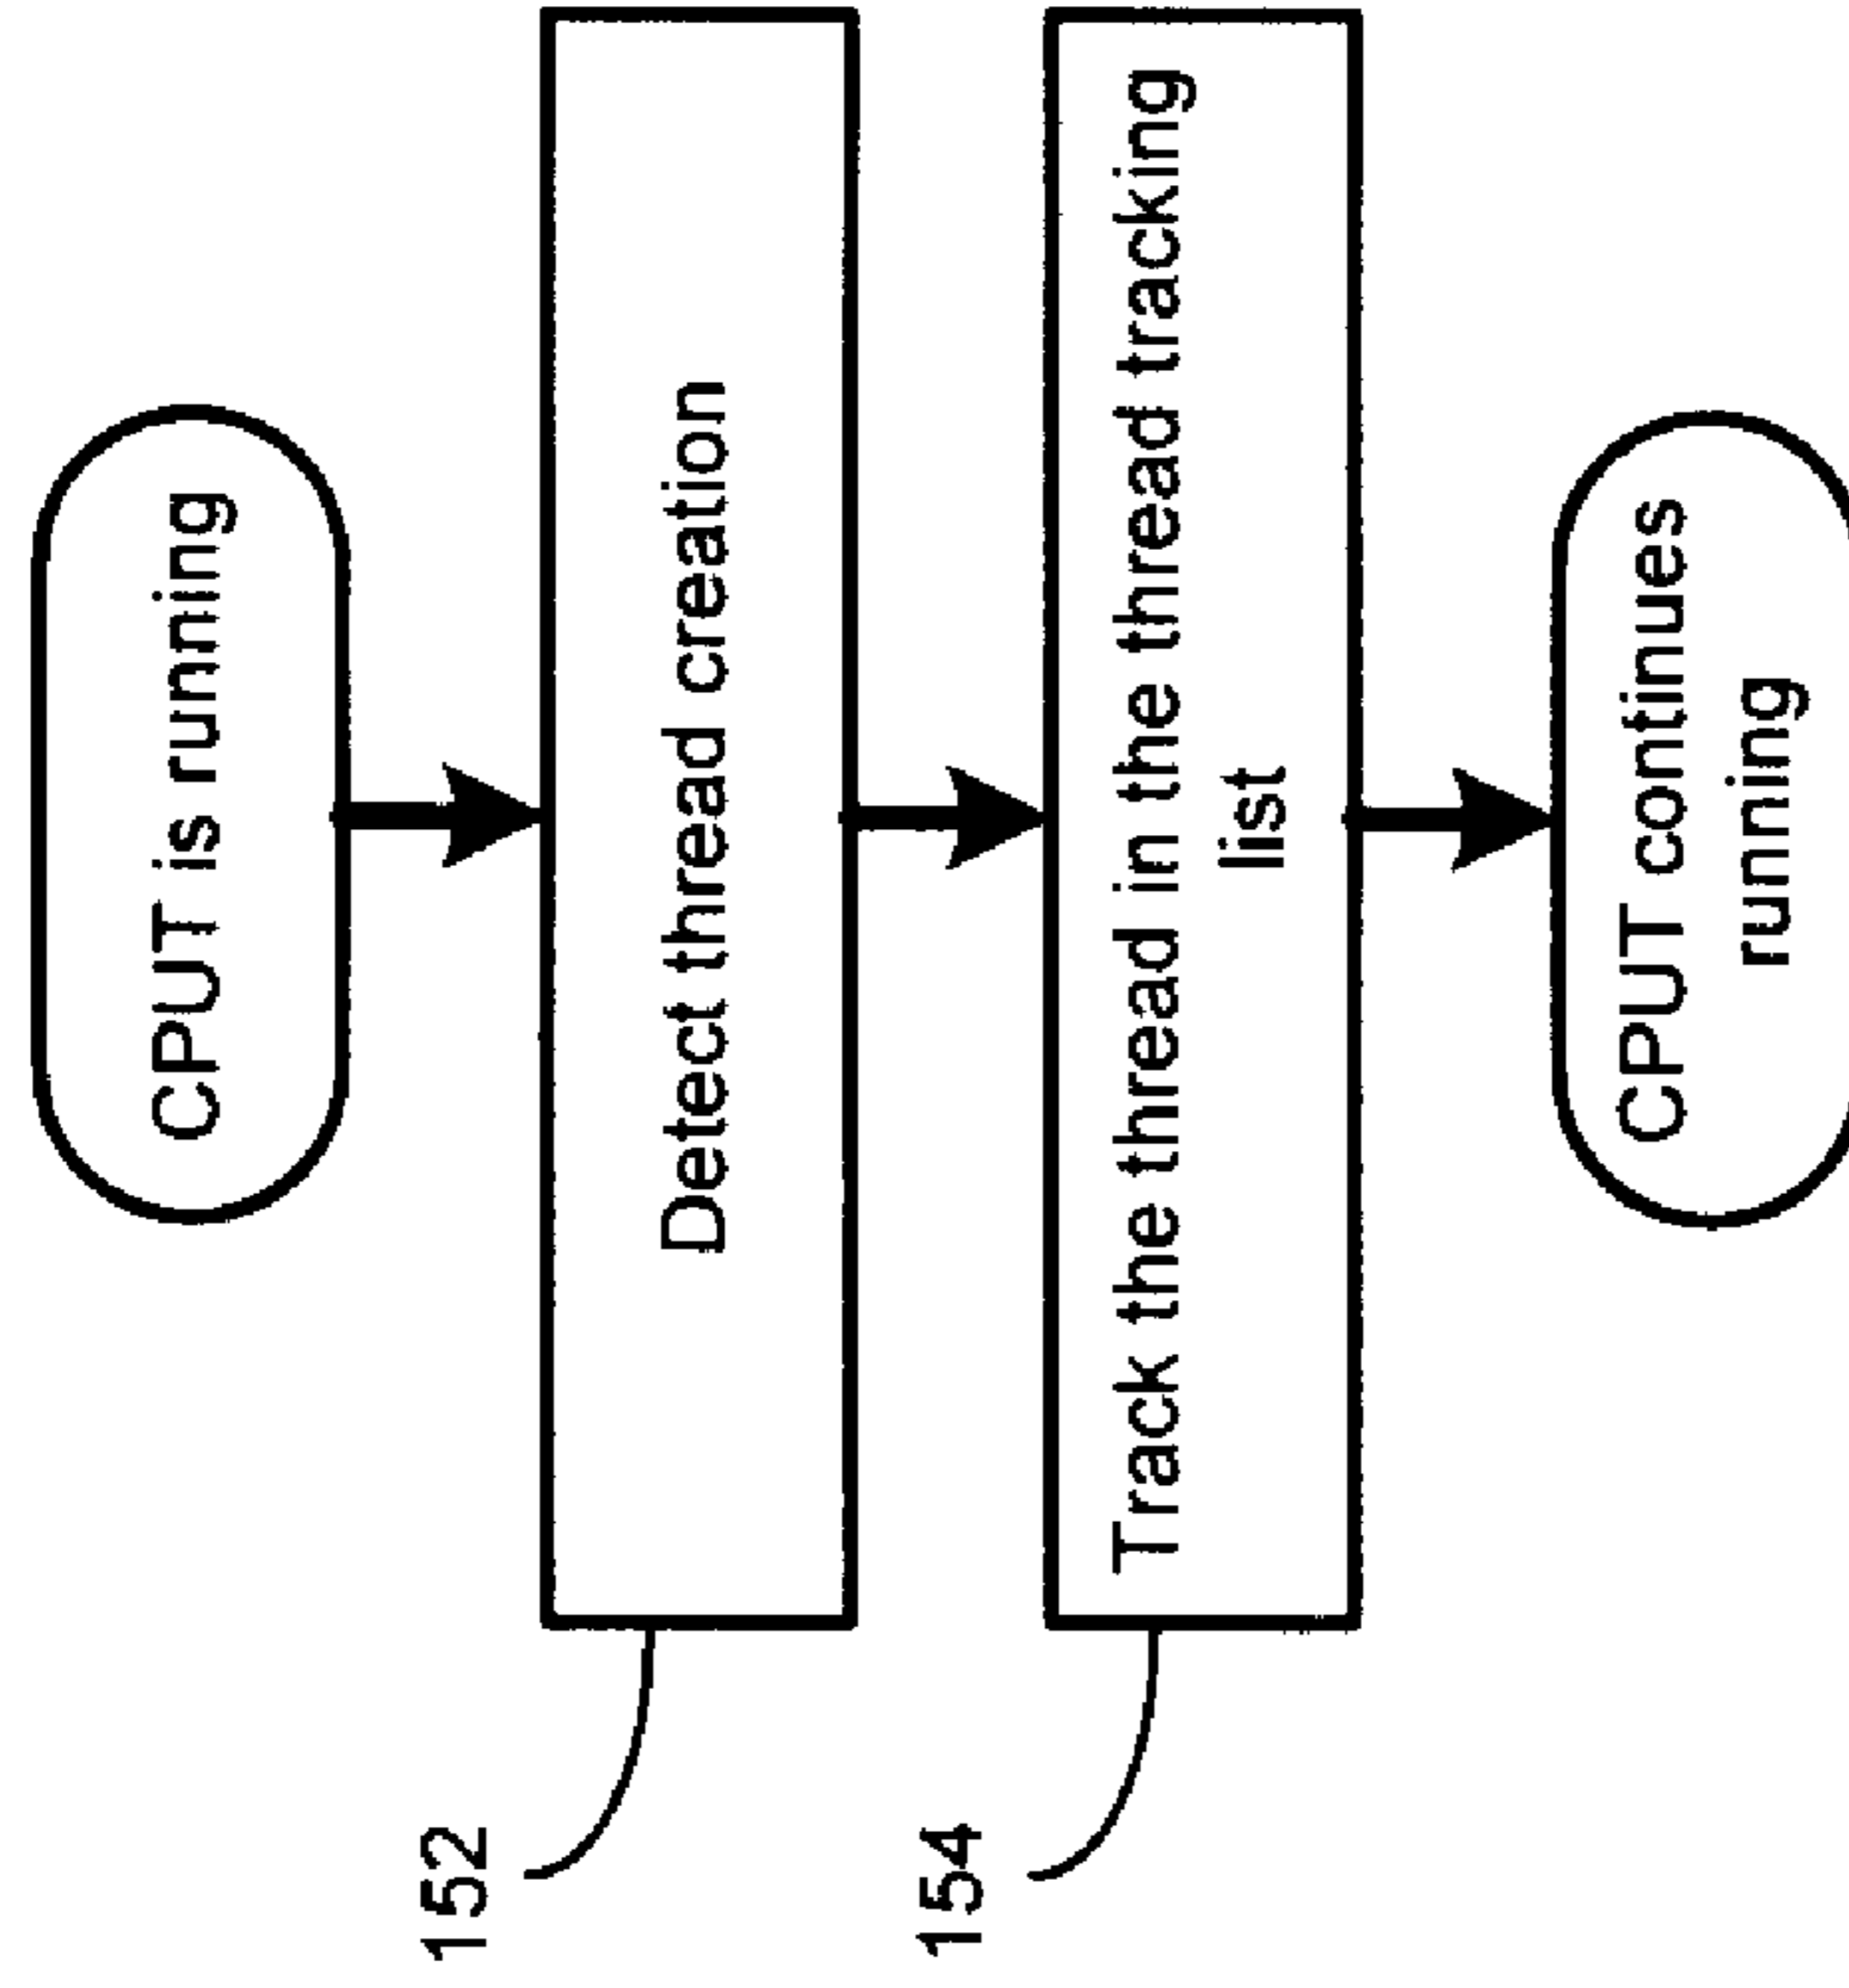 CPUT is running
152
Detect thread creation
154
Track the thread in the thread tracking
list
CPUT continues
running